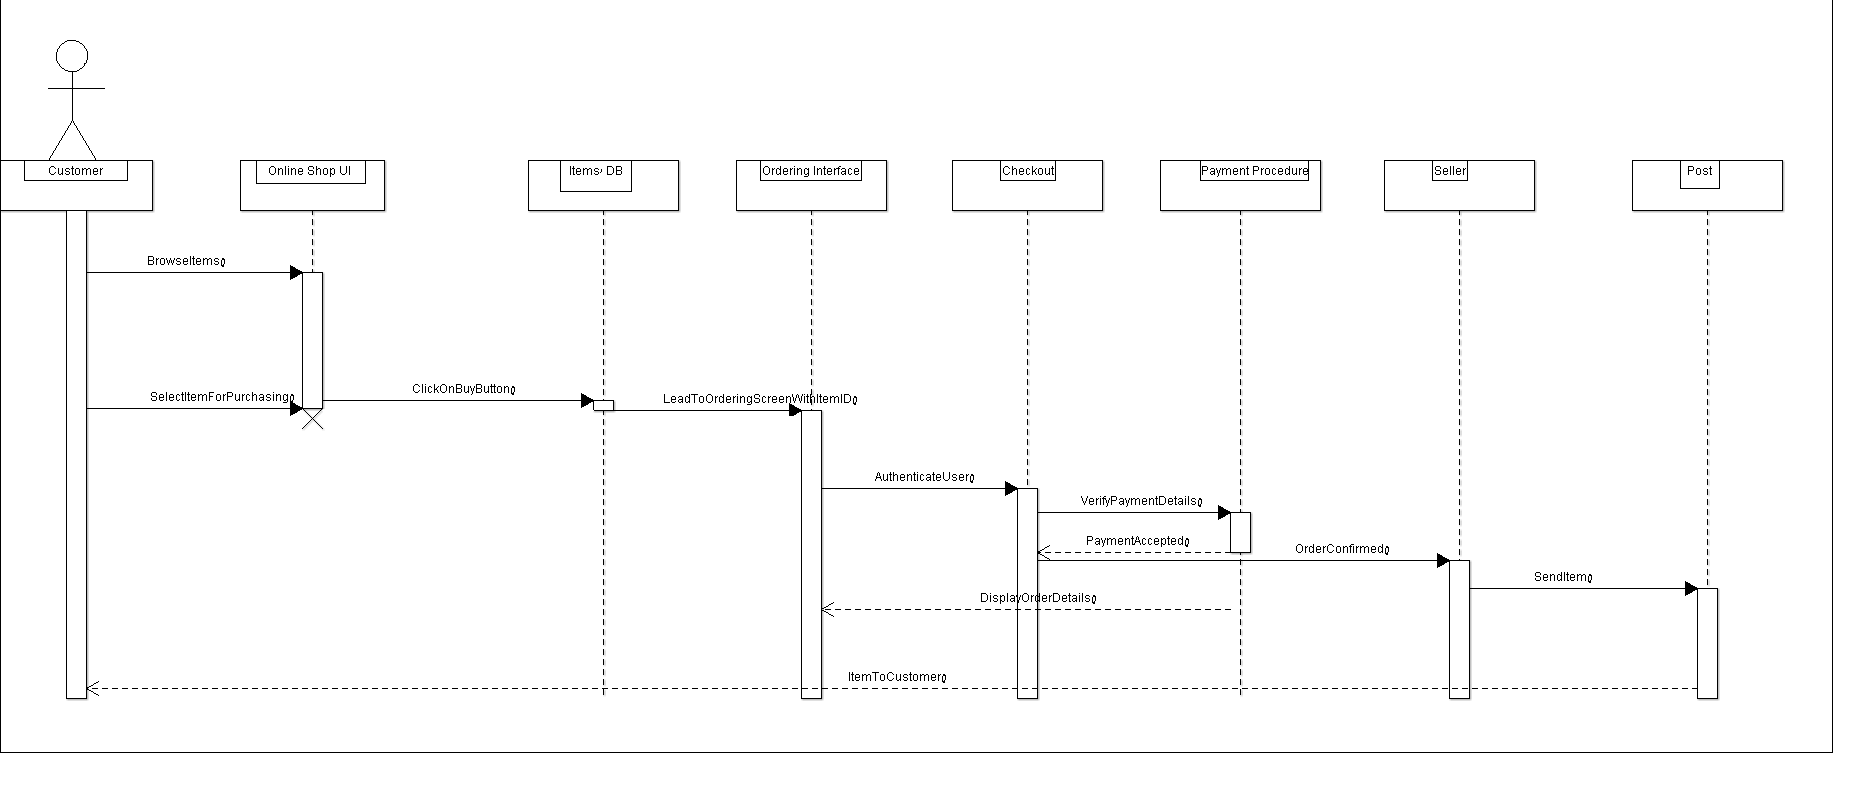 Customer
Online Shop UI
Items' DB
Ordering Interface
Checkout
Payment Procedure
Seller
Post
BrowseItems()
SelectItemForPurchasing()
ClickOnBuyButton()
LeadToOrderingScreenWithItemID()
AuthenticateUser()
VerifyPaymentDetails()
PaymentAccepted()
OrderConfirmed()
SendItem()
DisplayOrderDetails()
ItemToCustomer()